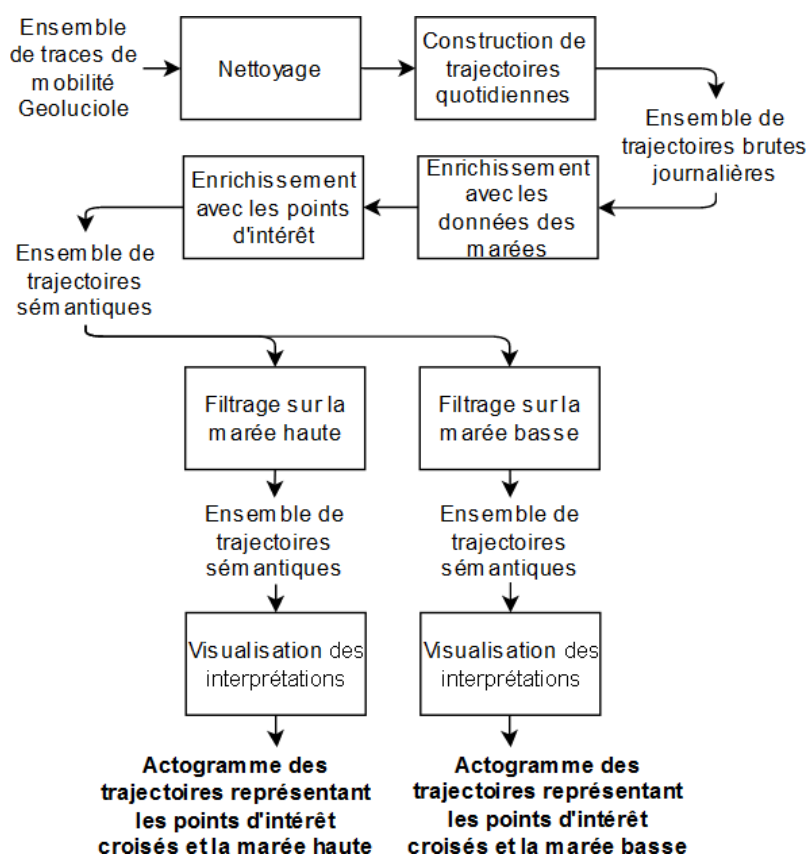 Ensemble
de traces de
mobilité
Geoluciole
Nettoyage
Construction de
trajectoires
quotidiennes
Ensemble de
trajectoires brutes
journalières
Enrichissement
avec les
données des
marées
Enrichissement
avec les points
d'intérêt
Ensemble de
trajectoires
sémantiques
Filtrage sur la
marée haute
Filtrage sur la
marée basse
Ensemble de
trajectoires
sémantiques
Ensemble de
trajectoires
sémantiques
Visualisation des
interprétations
Visualisation des
interprétations
Actogramme des
trajectoires représentant
les points d'intérêt
croisés et la marée haute
Actogramme des
trajectoires représentant
les points d'intérêt
croisés et la marée basse